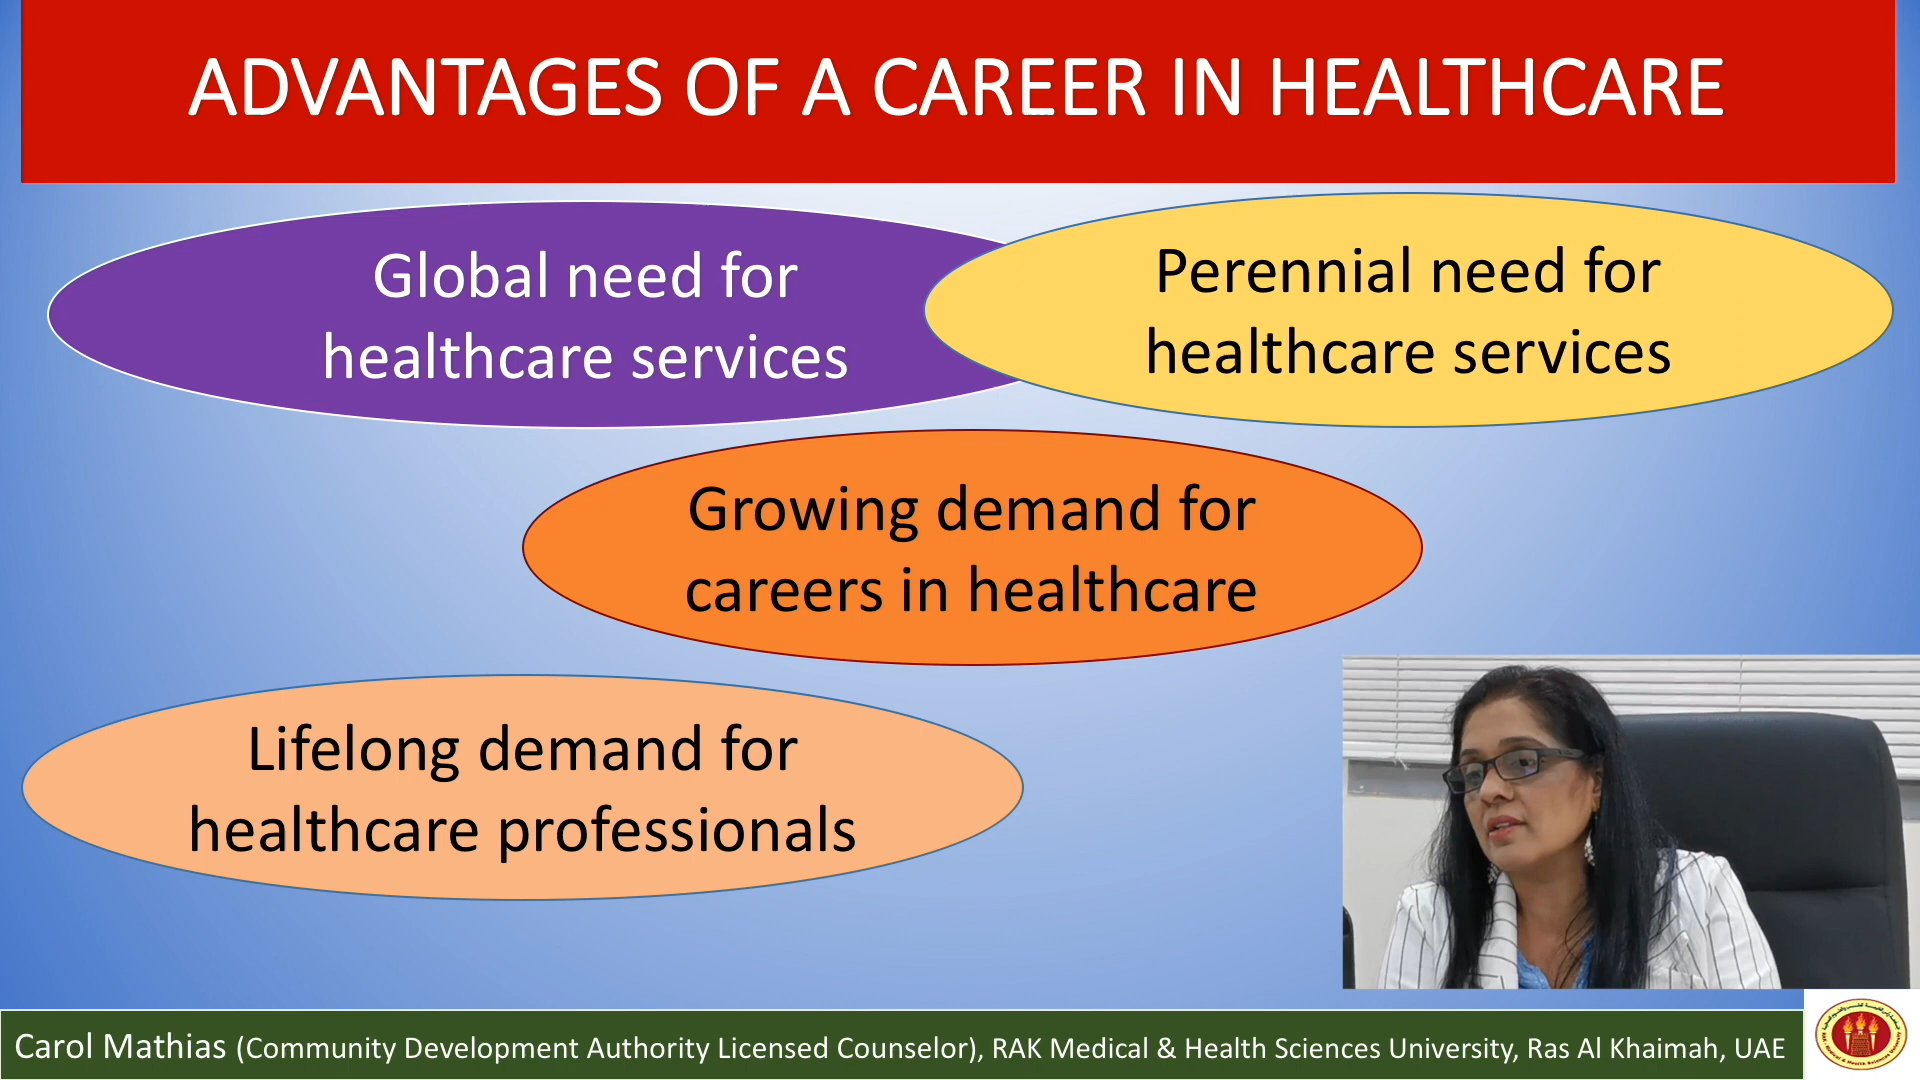 ADVANTAGES OF A CAREER IN HEALTHCARE
Global need for
healthcare services
Perennial need for
healthcare services
Growing demand for
careers in healthcare
Lifelong demand for
healthcare professionals
Carol Mathias (Community Development Authority Licensed Counselor), RAK Medical & Health Sciences University, Ras Al Khaimah, UAE